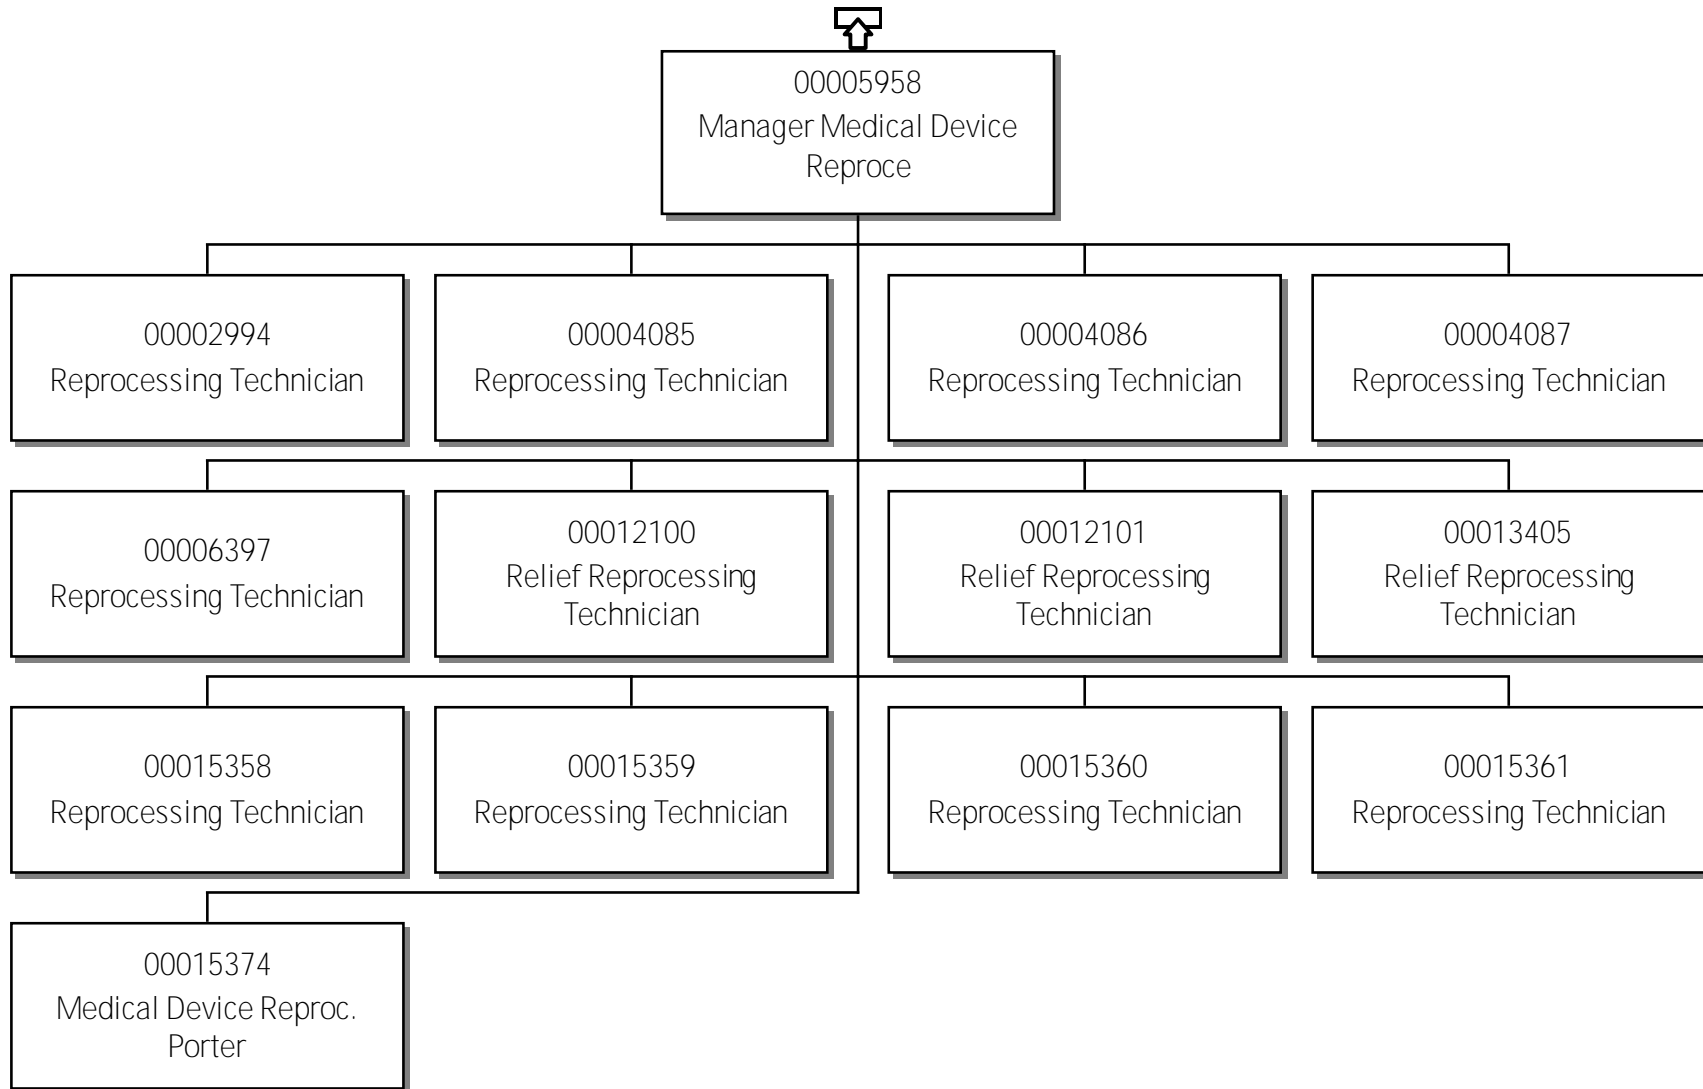 00005958
Manager Medical Device
Reproce
00002994
Reprocessing Technician
00004085
Reprocessing Technician
00004086
Reprocessing Technician
00004087
Reprocessing Technician
00006397
Reprocessing Technician
00012100
Relief Reprocessing
Technician
00012101
Relief Reprocessing
Technician
00013405
Relief Reprocessing
Technician
00015358
Reprocessing Technician
00015359
Reprocessing Technician
00015360
Reprocessing Technician
00015361
Reprocessing Technician
00015374
Medical Device Reproc.
Porter